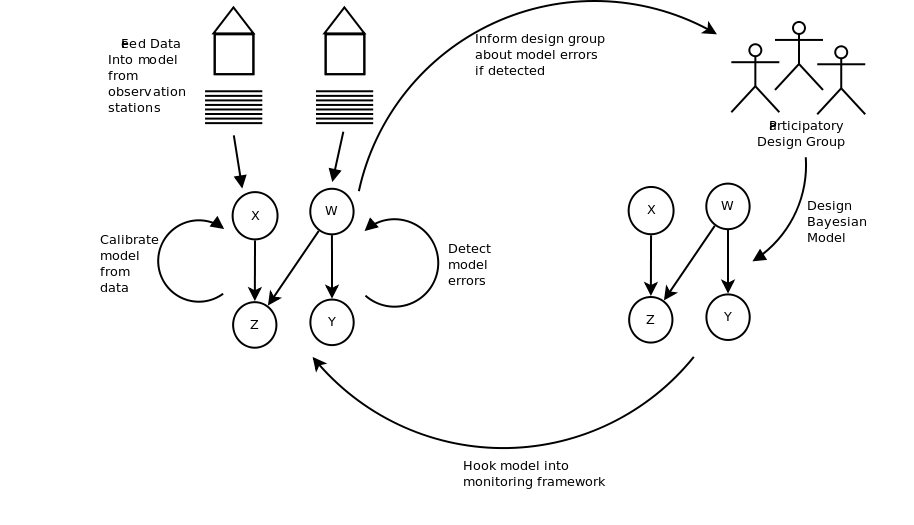 Feed Data
Into model
from
observation
stations
Inform design group
about model errors
if detected
Participatory
Design Group
X
W
Calibrate
model
from
data
Detect
model
errors
Z
Y
X
W
Design
Bayesian
Model
Z
Y
Hook model into
monitoring framework